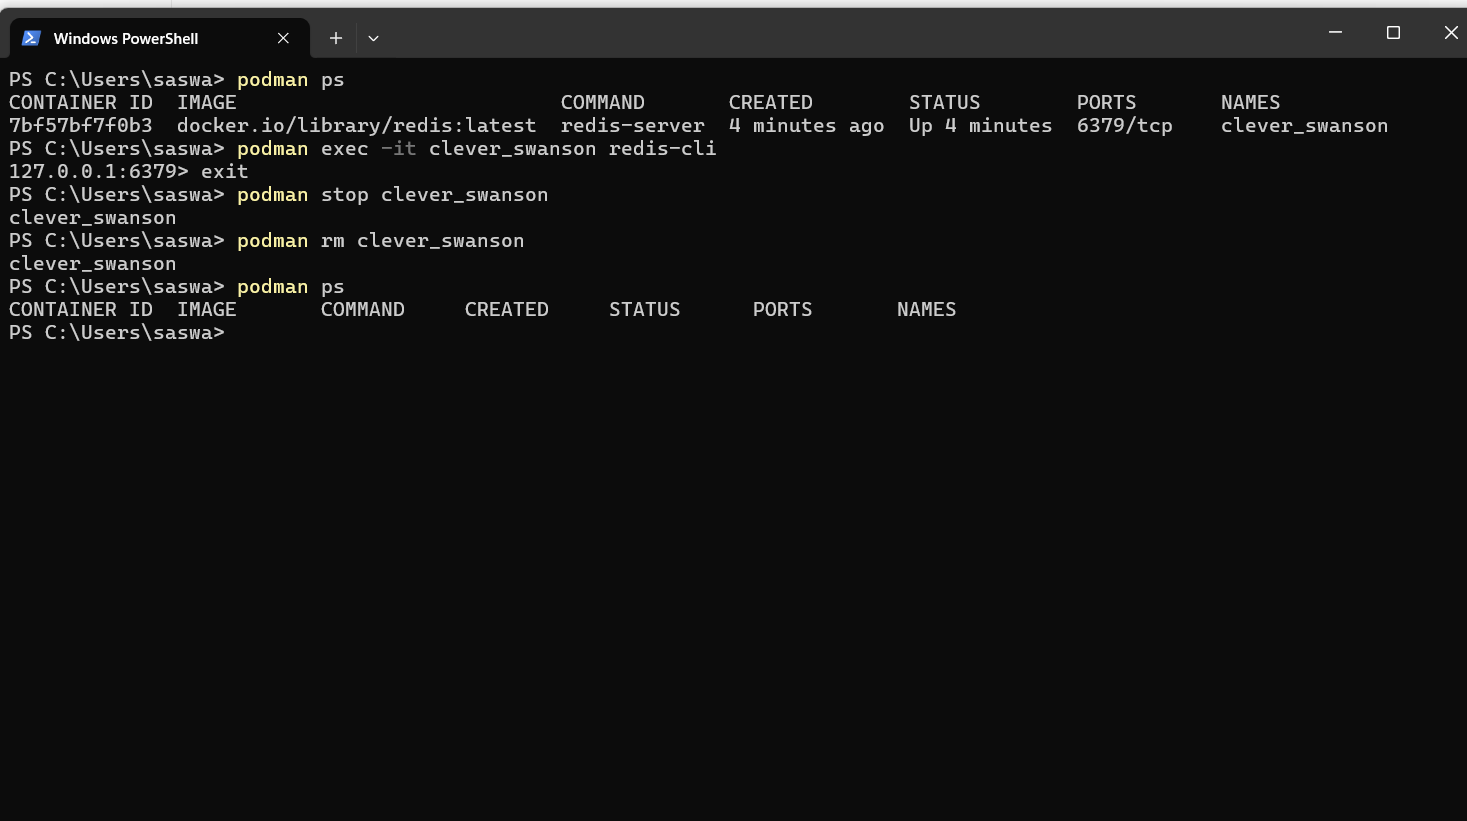 Windows PowerShell
PS C:\Users\saswa> podman ps
CONTAINER ID  IMAGE                           COMMAND       CREATED        STATUS        PORTS       NAMES
7bf57bf7f0b3  docker.io/library/redis:latest  redis-server  4 minutes ago  Up 4 minutes  6379/tcp    clever_swanson
PS C:\Users\saswa> podman exec -it clever_swanson redis-cli
127.0.0.1:6379> exit
PS C:\Users\saswa> podman stop clever_swanson
clever_swanson
PS C:\Users\saswa> podman rm clever_swanson
clever_swanson
PS C:\Users\saswa> podman ps
CONTAINER ID  IMAGE       COMMAND     CREATED     STATUS      PORTS       NAMES
PS C:\Users\saswa>